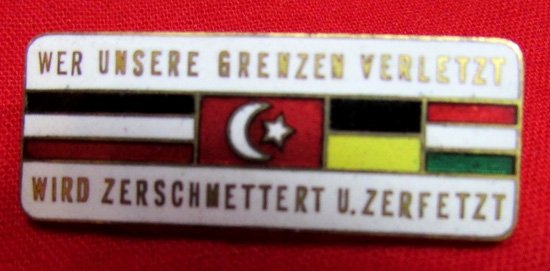 WER UNSERE GRENZEN VERLETZT
WIRD ZERSCHMETTERT U. ZERFETZT